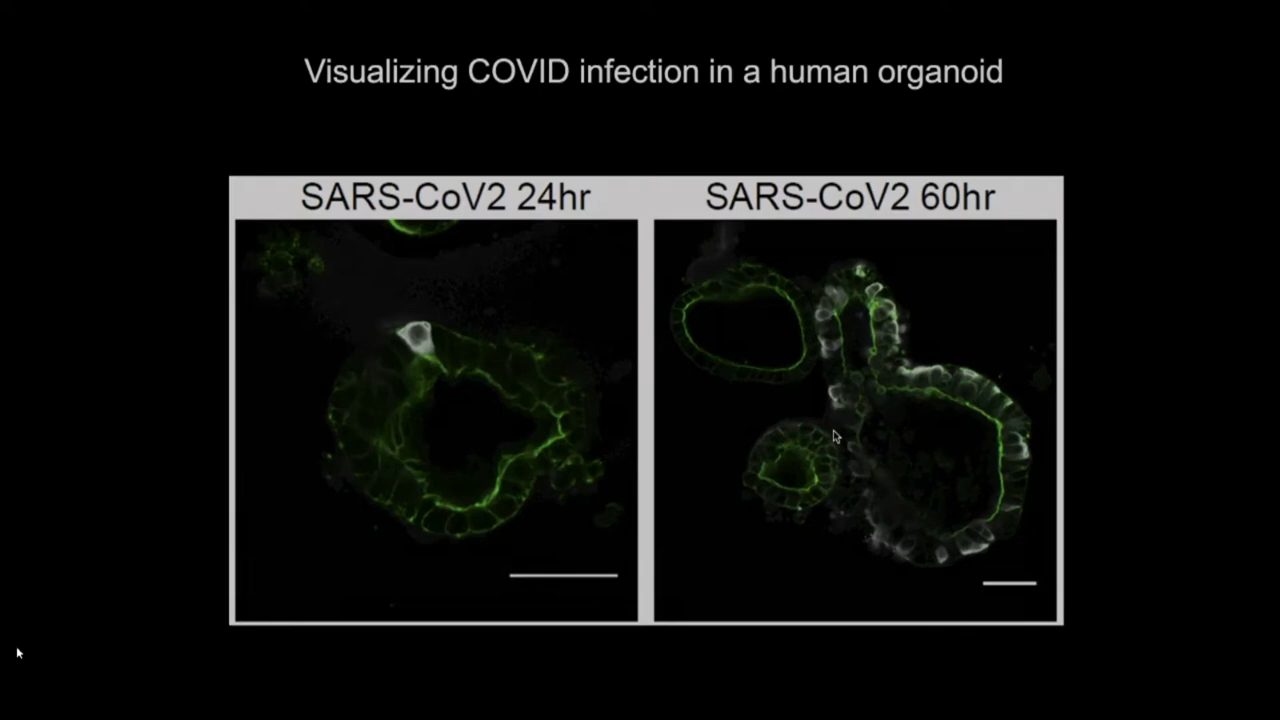 Visualizing COVID infection in a human organoid
SARS-CoV2 24hr
SARS-CoV2 60hr